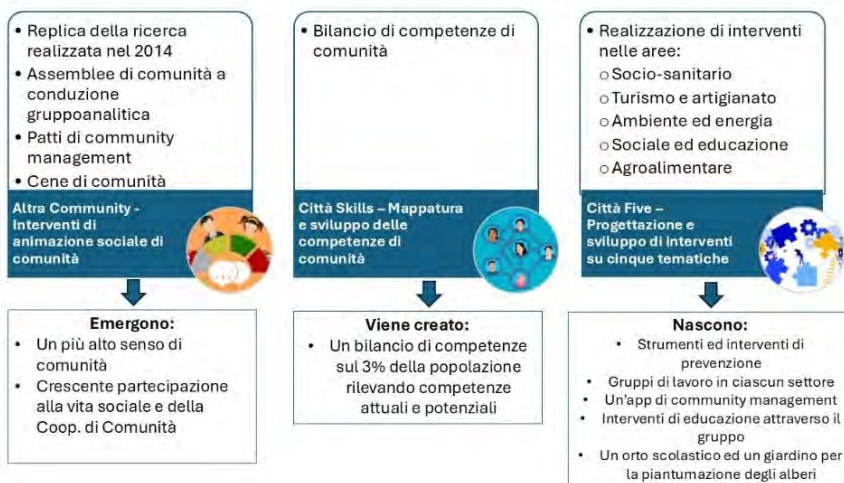 • Replica della ricerca
realizzata nel 2014
• Assemblee di comunità a
conduzione
gruppoanalitica
• Patti di community
management
• Cene di comunità
Altra Community -
Interventi di
animazione sociale di
comunità
Emergono:
• Un più alto senso di
comunità
• Crescente partecipazione
alla vita sociale e della
Coop. di Comunità
• Bilancio di competenze di
comunità
Città Skills – Mappatura
e sviluppo delle
competenze di
comunità
Viene creato:
• Un bilancio di competenze
sul 3% della popolazione
rilevando competenze
attuali e potenziali
• Realizzazione di interventi
nelle aree:
o Socio-sanitario
o Turismo e artigianato
o Ambiente ed energia
o Sociale ed educazione
o Agroalimentare
Città Five –
Progettazione e
sviluppo di interventi
su cinque tematiche
Nascono:
• Strumenti ed interventi di
prevenzione
• Gruppi di lavoro in ciascun settore
• Un'app di community management
• Interventi di educazione attraverso il
gruppo
• Un orto scolastico ed un giardino per
la piantumazione degli alberi